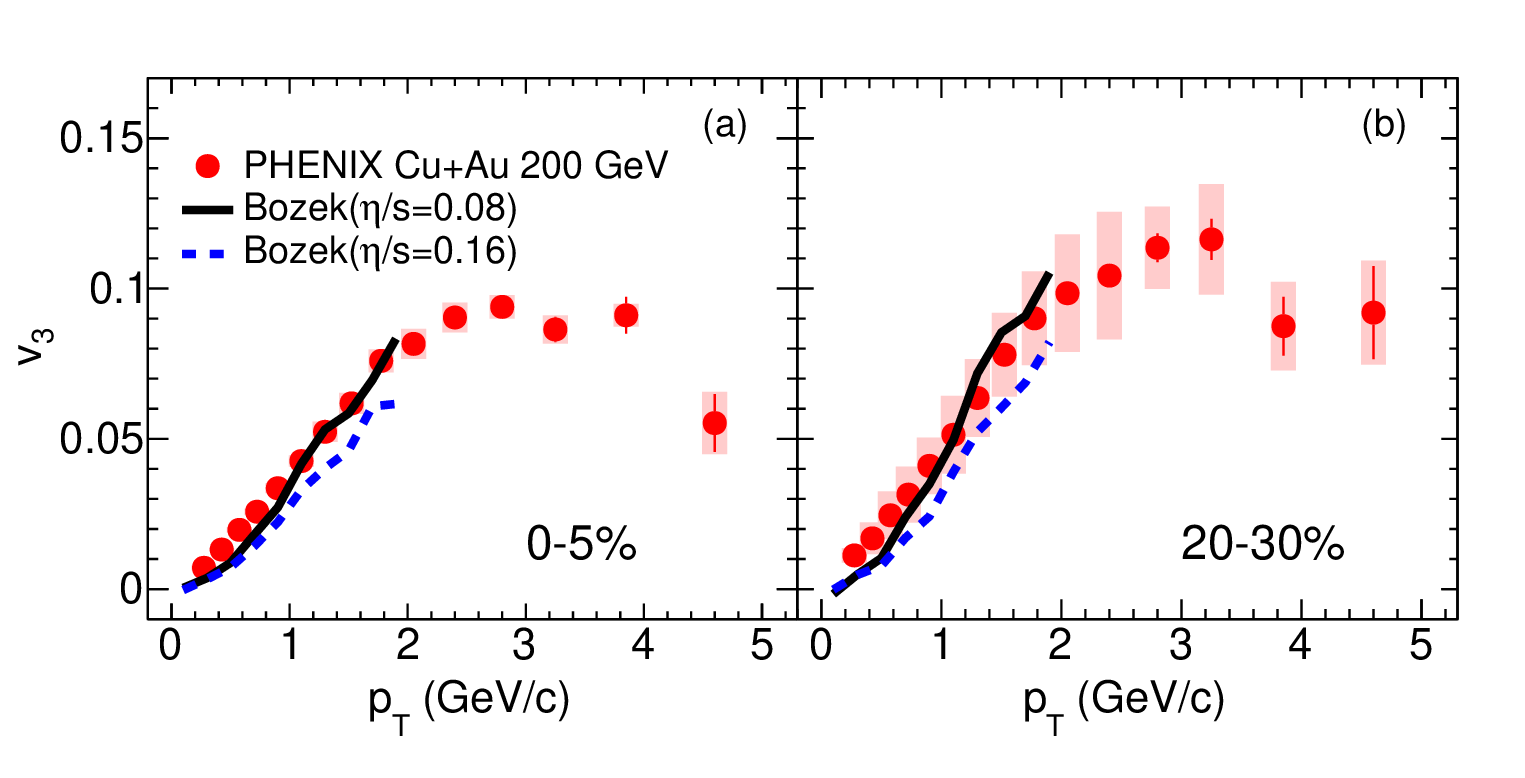 (a)
(b)
PHENIX Cu+Au 200 GeV
Bozek(η/s=0.08)
Bozek(η/s=0.16)
0.15
0.1
0.05
0
v3
0-5%
20-30%
0 1 2 3 4 5
0 1 2 3 4 5
pT (GeV/c)
pT (GeV/c)